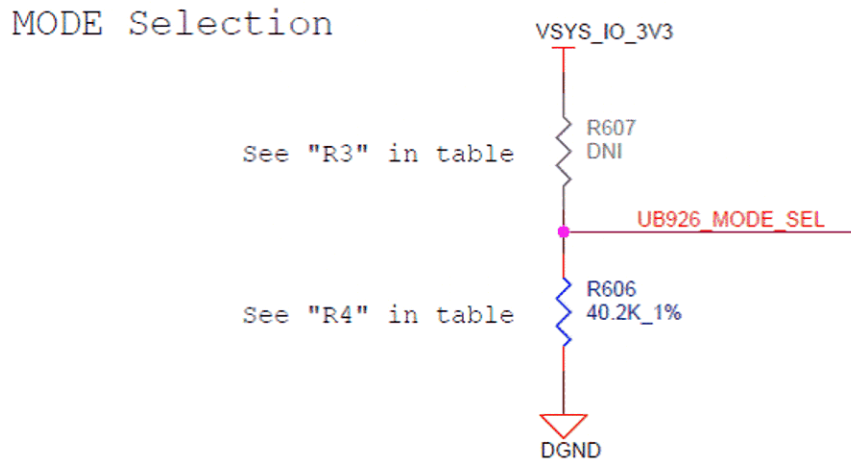 MODE Selection
VSYS_IO_3V3
R607
See "R3" in table
DNI
UB926_MODE_SEL
R606
See "R4" in table
40.2K_1%
DGND